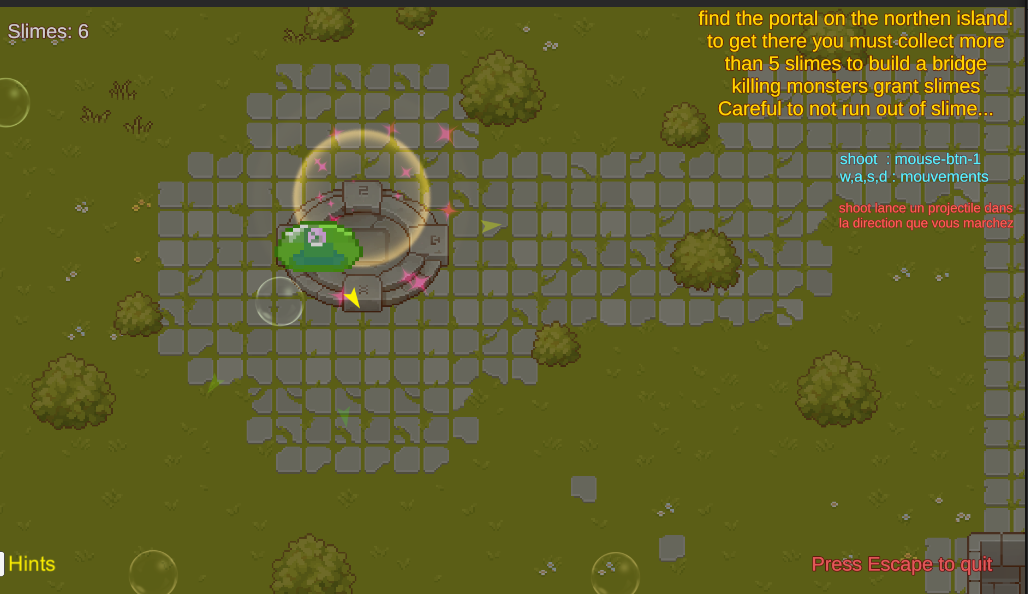 Slimes: 6
find the portal on the northen island.
to get there you must collect more
than 5 slimes to build a bridge
killing monsters grant slimes
Careful to not run out of slime...
shoot : mouse-btn-1
w,a,s,d : mouvements
shoot lance un projectile dans
la direction que vous marchez
Hints
Press Escape to quit